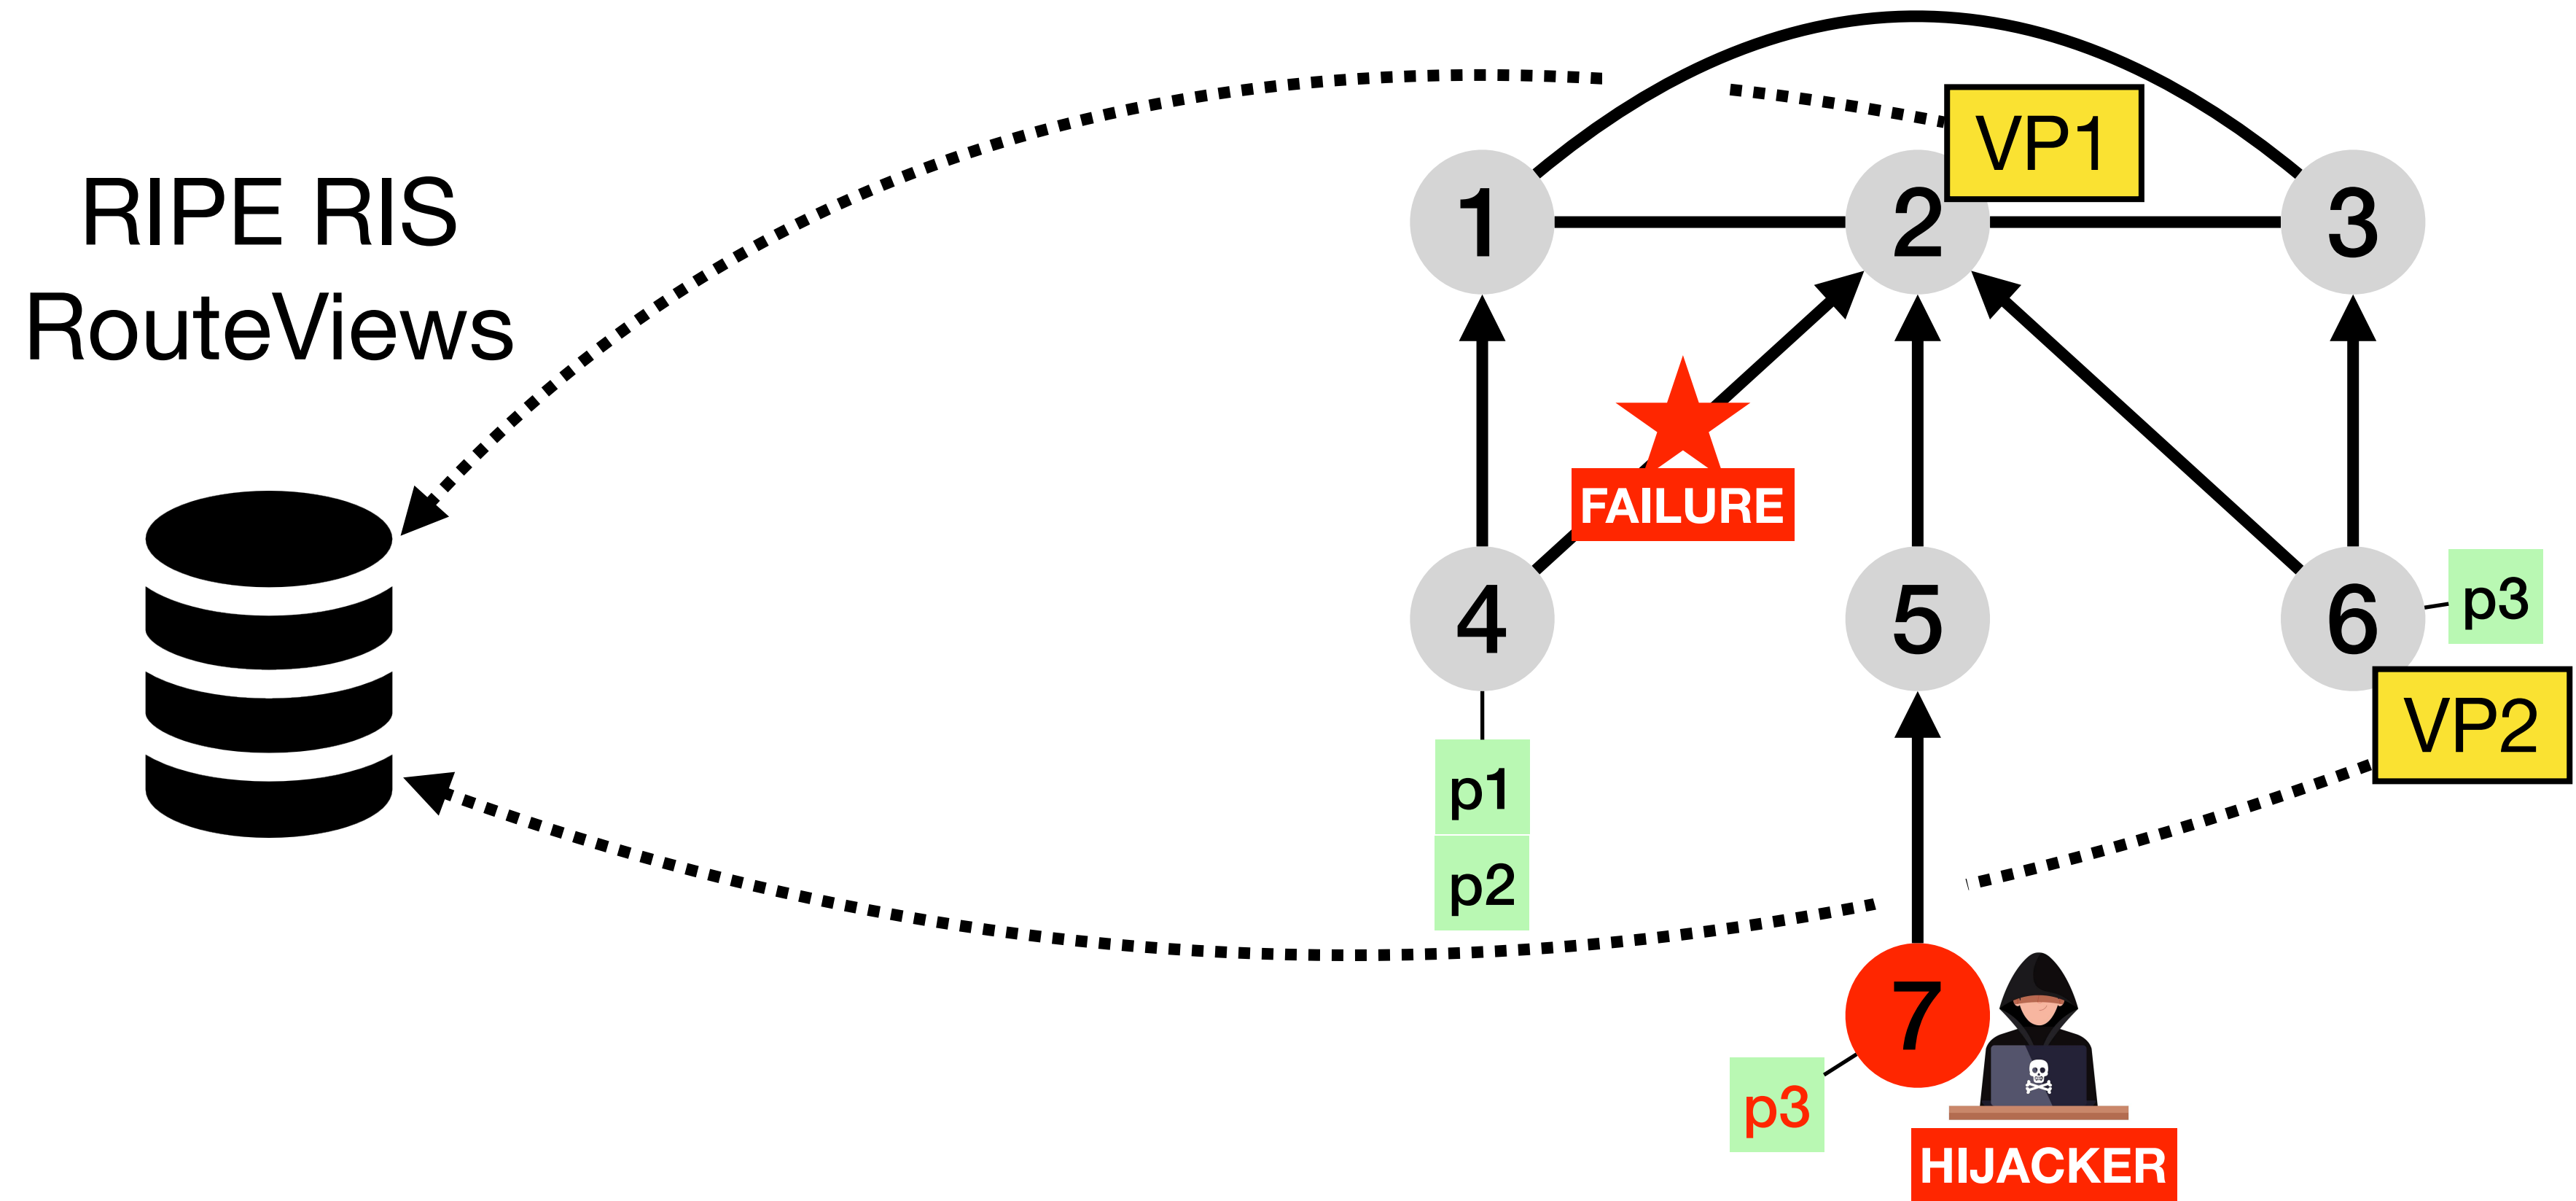 RIPE RIS
RouteViews
VP1
1
2
3
FAILURE
4
5
6
p3
VP2
p1
p2
7
p3
HIJACKER